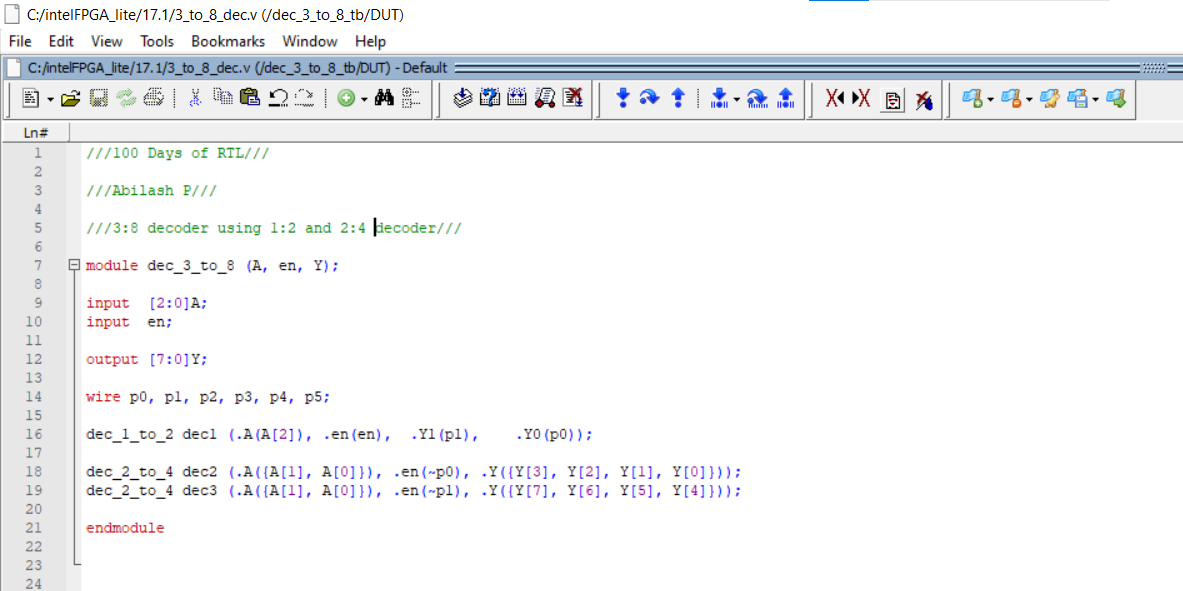 C:/intelFPGA_lite/17.1/3_to_8_dec.v (/dec_3_to_8_tb/DUT)
File Edit View Tools Bookmarks Window Help
C:/intelFPGA_lite/17.1/3_to_8_dec.v (/dec_3_to_8_tb/DUT) - Default
Ln#
1 ///100 Days of RTL///
2
3 ///Abilash P///
4
5 ///3:8 decoder using 1:2 and 2:4 decoder///
6
7 module dec_3_to_8 (A, en, Y);
8
9 input  [2:0]A;
10 input  en;
11
12 output [7:0]Y;
13
14 wire p0, p1, p2, p3, p4, p5;
15
16 dec_1_to_2 dec1 (.A(A[2]), .en(en),  .Y1(p1),    .Y0(p0));
17
18 dec_2_to_4 dec2 (.A({A[1], A[0]}), .en(~p0), .Y({Y[3], Y[2], Y[1], Y[0]}));
19 dec_2_to_4 dec3 (.A({A[1], A[0]}), .en(~p1), .Y({Y[7], Y[6], Y[5], Y[4]}));
20
21 endmodule
22
23
24